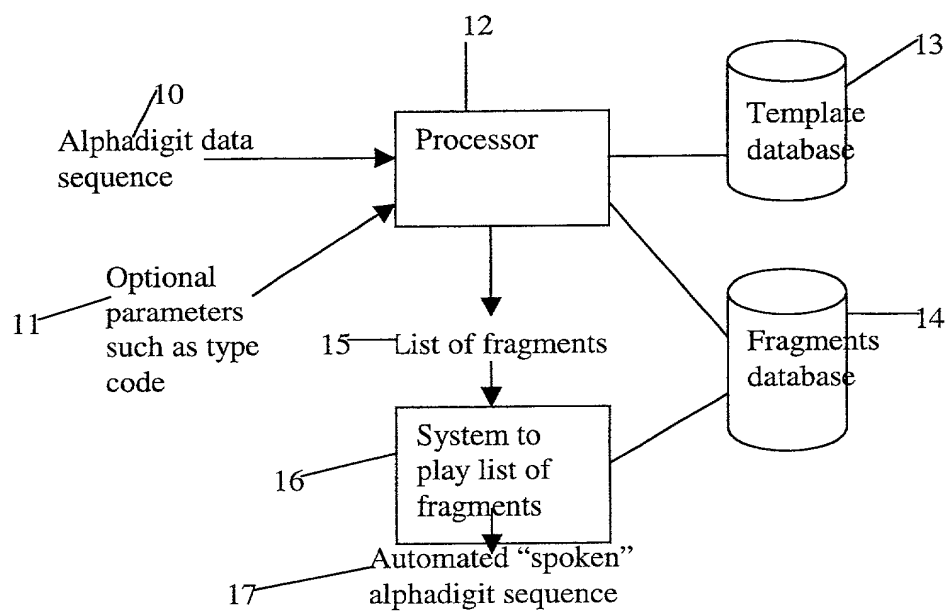 12
13
10
Alphadigit data
sequence
Processor
Template
database
Optional
parameters
such as type
code
11
15
List of fragments
14
Fragments
database
System to
play list of
fragments
16
Automated “spoken”
alphadigit sequence
17